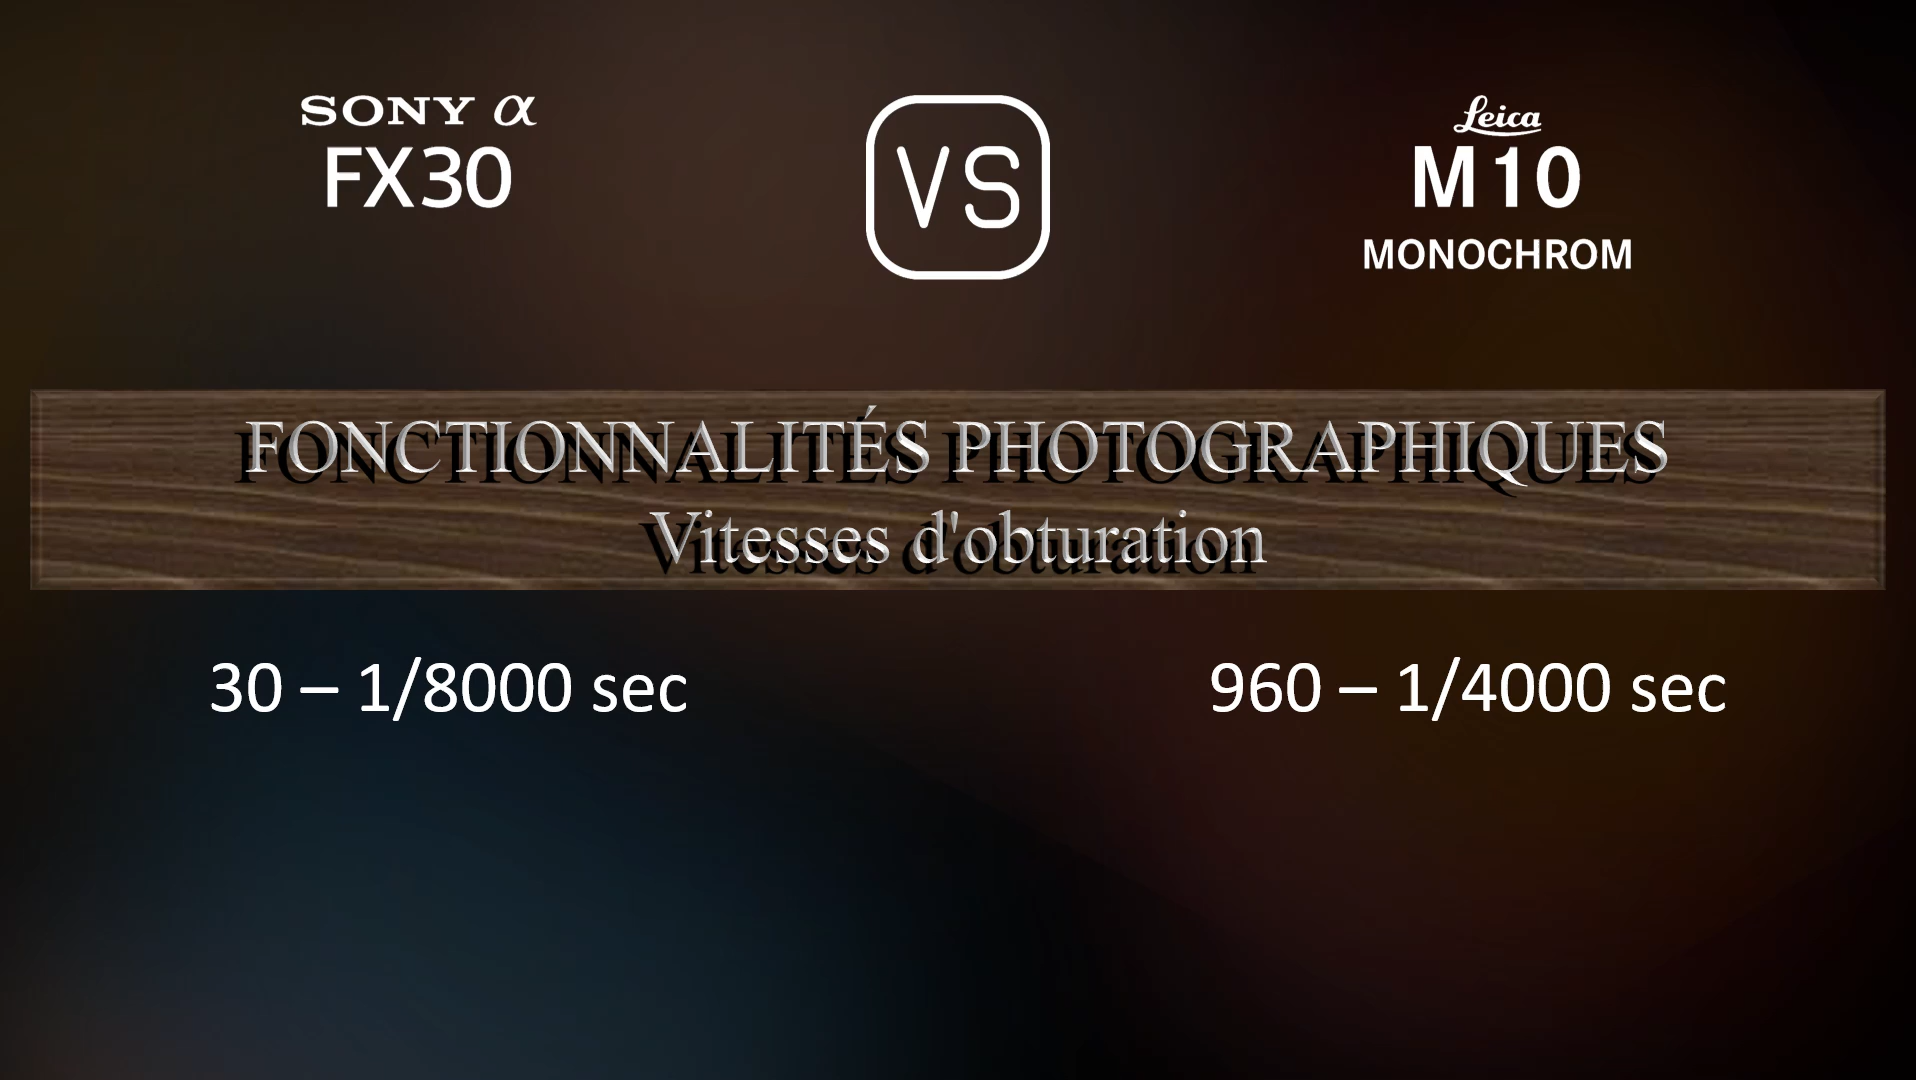 SONY α
FX30
VS
Leica
M10
MONOCHROM
FONCTIONNALITÉS PHOTOGRAPHIQUES
Vitesses d'obturation
30 – 1/8000 sec
960 – 1/4000 sec